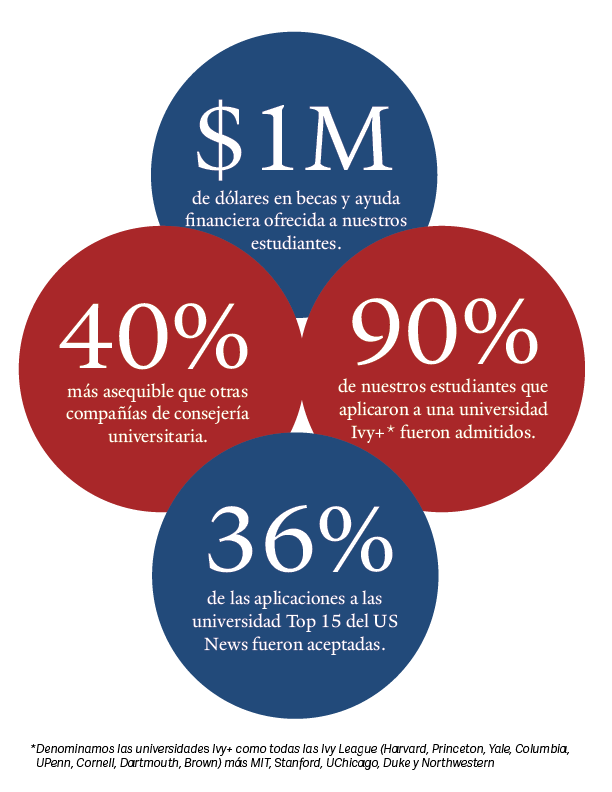 $1M
de dólares en becas y ayuda
financiera ofrecida a nuestros
estudiantes.
40%
más asequible que otras
compañías de consejería
universitaria.
90%
de nuestros estudiantes que
aplicaron a una universidad
Ivy+* fueron admitidos.
36%
de las aplicaciones a las
universidad Top 15 del US
News fueron aceptadas.
*Denominamos las universidades Ivy+ como todas las Ivy League (Harvard, Princeton, Yale, Columbia,
UPenn, Cornell, Dartmouth, Brown) más MIT, Stanford, UChicago, Duke y Northwestern